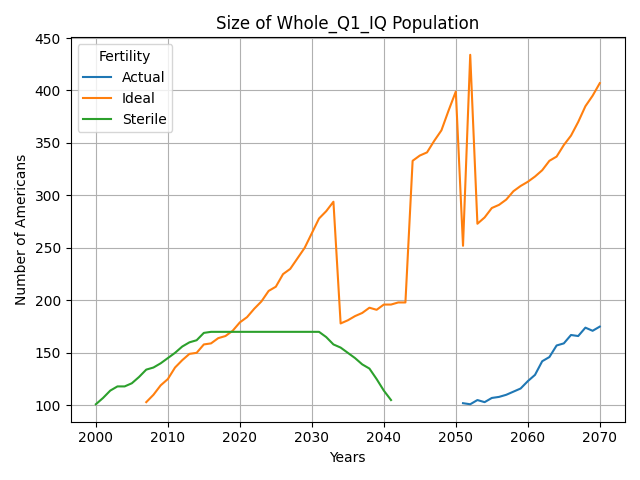 Size of Whole_Q1_IQ Population
Fertility
Actual
Ideal
Sterile
Number of Americans
450
400
350
300
250
200
150
100
2000 2010 2020 2030 2040 2050 2060 2070
Years